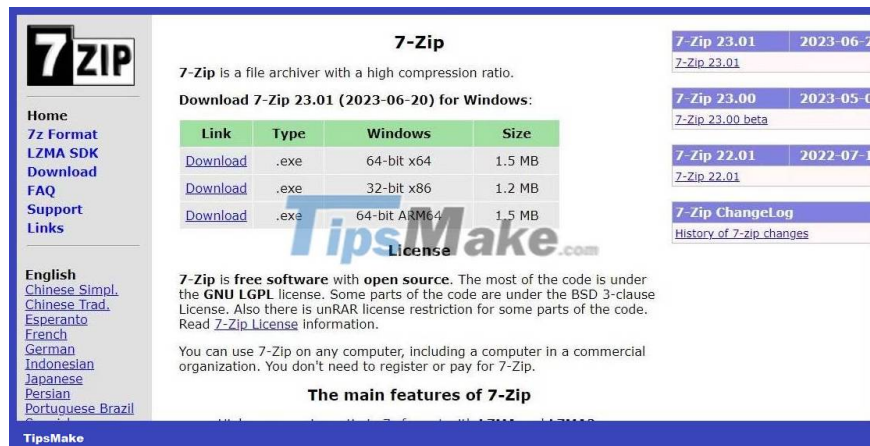 7ZIP
Home
7z Format
LZMA SDK
Download
FAQ
Support
Links
English
Chinese Simpl.
Chinese Trad.
Esperanto
French
German
Indonesian
Japanese
Persian
Portuguese Brazil
7-Zip
7-Zip is a file archiver with a high compression ratio.
Download 7-Zip 23.01 (2023-06-20) for Windows:
Link Type Windows Size
Download .exe 64-bit x64 1.5 MB
Download .exe 32-bit x86 1.2 MB
Download .exe 64-bit ARM64 1.5 MB
TipsMake.com
License
7-Zip is free software with open source. The most of the code is under
the GNU LGPL license. Some parts of the code are under the BSD 3-clause
License. Also there is unRAR license restriction for some parts of the code.
Read 7-Zip License information.
You can use 7-Zip on any computer, including a computer in a commercial
organization. You don't need to register or pay for 7-Zip.
The main features of 7-Zip
7-Zip 23.01 2023-06-2
7-Zip 23.01
7-Zip 23.00 2023-05-0
7-Zip 23.00 beta
7-Zip 22.01 2022-07-1
7-Zip 22.01
7-Zip ChangeLog
History of 7-zip changes
TipsMake